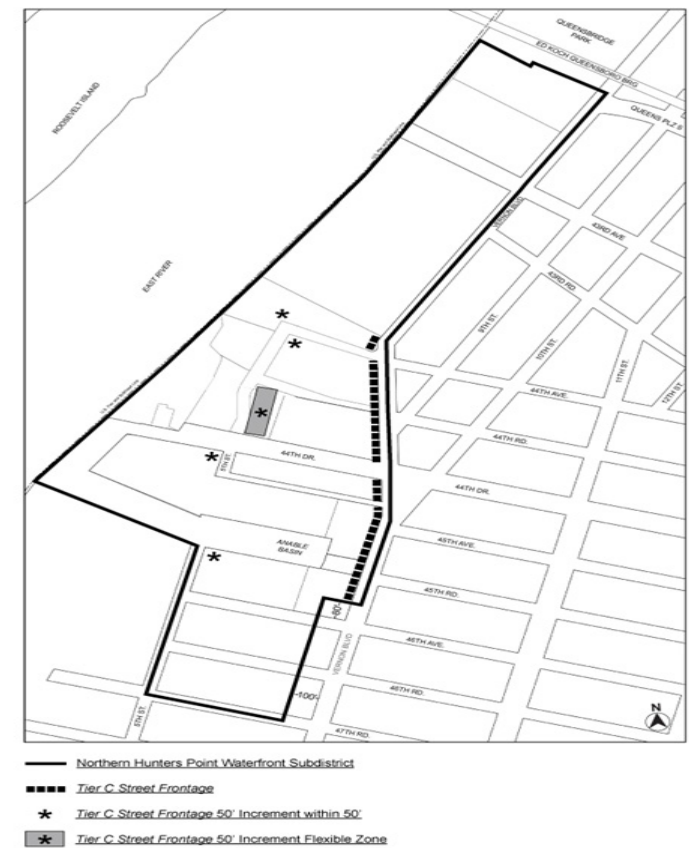 QUEENSBRIDGE
PARK
ED KOCH QUEENSBORO BRG
QUEENS PLZ S
ROOSEVELT ISLAND
VERNON BLVD
43RD AVE
EAST RIVER
43RD RD.
9TH ST.
10TH ST.
11TH ST.
12TH ST.
44TH AVE.
44TH RD.
44TH DR.
5TH ST.
44TH DR.
ANABLE
BASIN
45TH AVE.
45TH RD.
80'
VERNON BLVD
46TH AVE.
46TH RD.
100'
5TH ST.
47TH RD.
N
Northern Hunters Point Waterfront Subdistrict
Tier C Street Frontage
* Tier C Street Frontage 50' Increment within 50'
* Tier C Street Frontage 50' Increment Flexible Zone